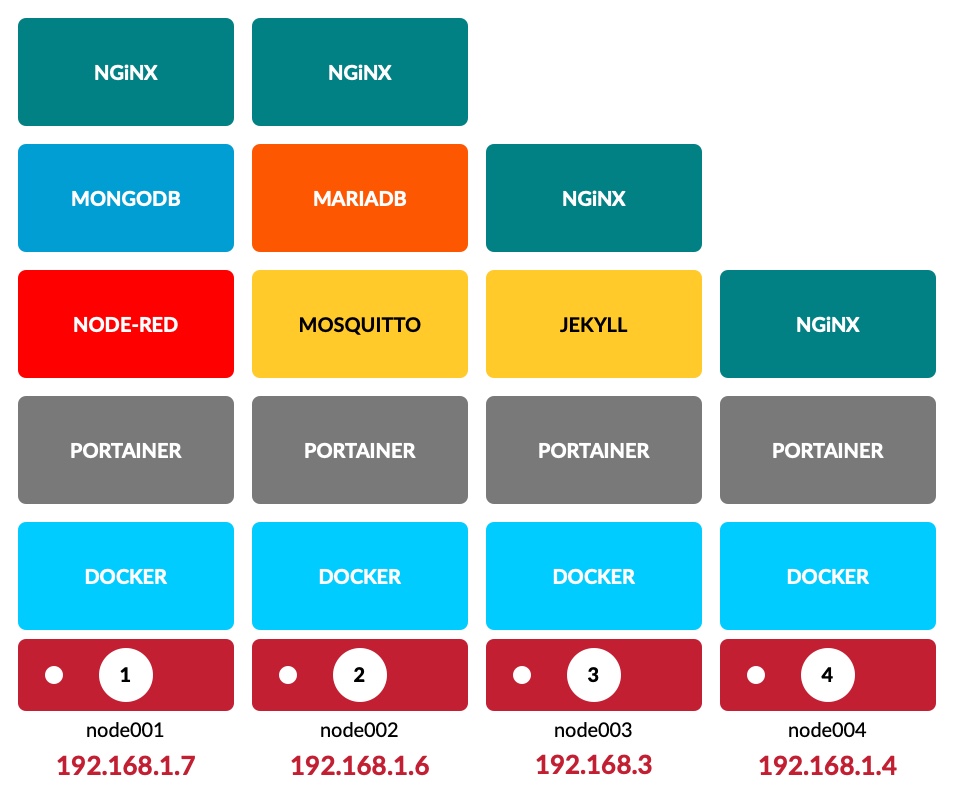 NGiNX NGiNX
MONGODB MARIADB NGiNX
NODE-RED MOSQUITTO JEKYLL NGiNX
PORTAINER PORTAINER PORTAINER PORTAINER
DOCKER DOCKER DOCKER DOCKER
1 2 3 4
node001 node002 node003 node004
192.168.1.7 192.168.1.6 192.168.3 192.168.1.4